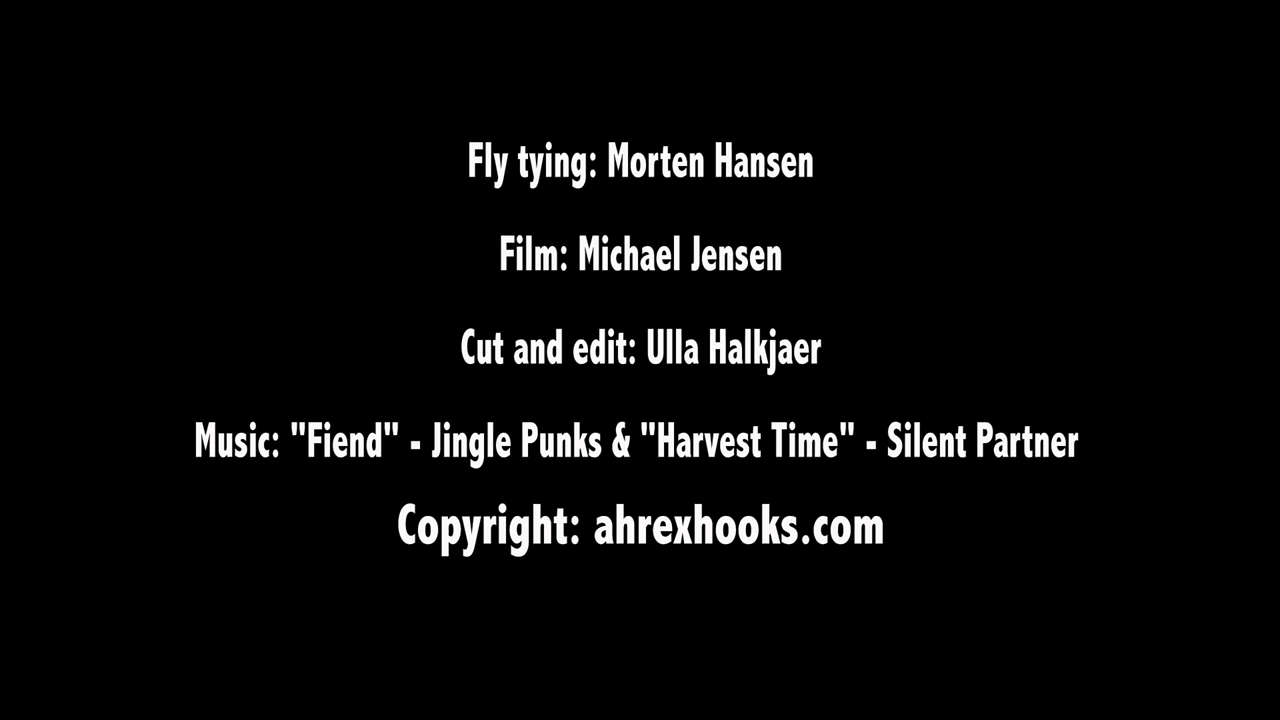 Fly tying: Morten Hansen
Film: Michael Jensen
Cut and edit: Ulla Halkjaer
Music: "Fiend" - Jingle Punks & "Harvest Time" - Silent Partner
Copyright: ahrexhooks.com